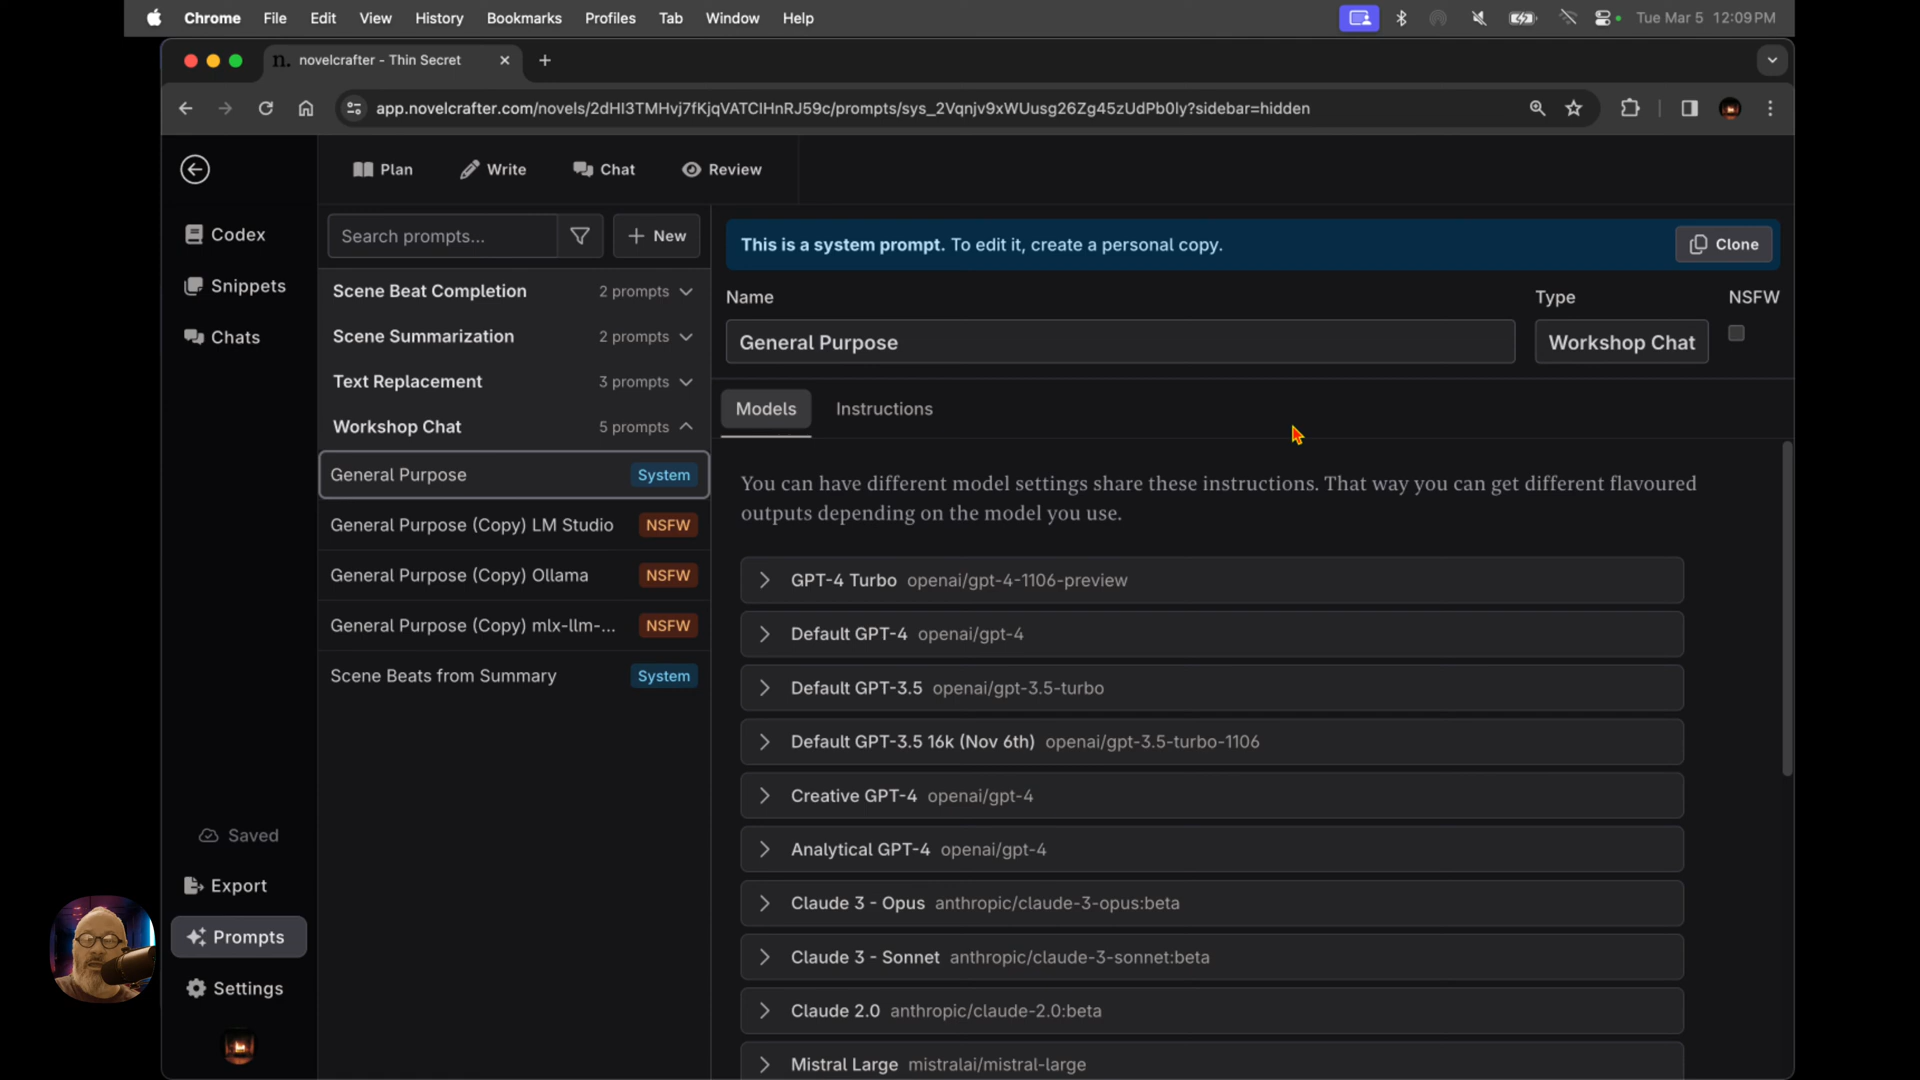 Chrome File Edit View History Bookmarks Profiles Tab Window Help Tue Mar 5 12:09 PM
n. novelcrafter - Thin Secret
app.novelcrafter.com/novels/2dHI3TMHvj7fKjqVATCIHnRJ59c/prompts/sys_2Vqnjv9xWUusg26Zg45zUdPb0ly?sidebar=hidden
Plan Write Chat Review
Codex
Snippets
Chats
Saved
Export
Prompts
Settings
Search prompts... New
Scene Beat Completion 2 prompts
Scene Summarization 2 prompts
Text Replacement 3 prompts
Workshop Chat 5 prompts
General Purpose System
General Purpose (Copy) LM Studio NSFW
General Purpose (Copy) Ollama NSFW
General Purpose (Copy) mlx-llm-... NSFW
Scene Beats from Summary System
This is a system prompt. To edit it, create a personal copy. Clone
Name Type NSFW
General Purpose Workshop Chat
Models Instructions
You can have different model settings share these instructions. That way you can get different flavoured
outputs depending on the model you use.
GPT-4 Turbo openai/gpt-4-1106-preview
Default GPT-4 openai/gpt-4
Default GPT-3.5 openai/gpt-3.5-turbo
Default GPT-3.5 16k (Nov 6th) openai/gpt-3.5-turbo-1106
Creative GPT-4 openai/gpt-4
Analytical GPT-4 openai/gpt-4
Claude 3 - Opus anthropic/claude-3-opus:beta
Claude 3 - Sonnet anthropic/claude-3-sonnet:beta
Claude 2.0 anthropic/claude-2.0:beta
Mistral Large mistralai/mistral-large